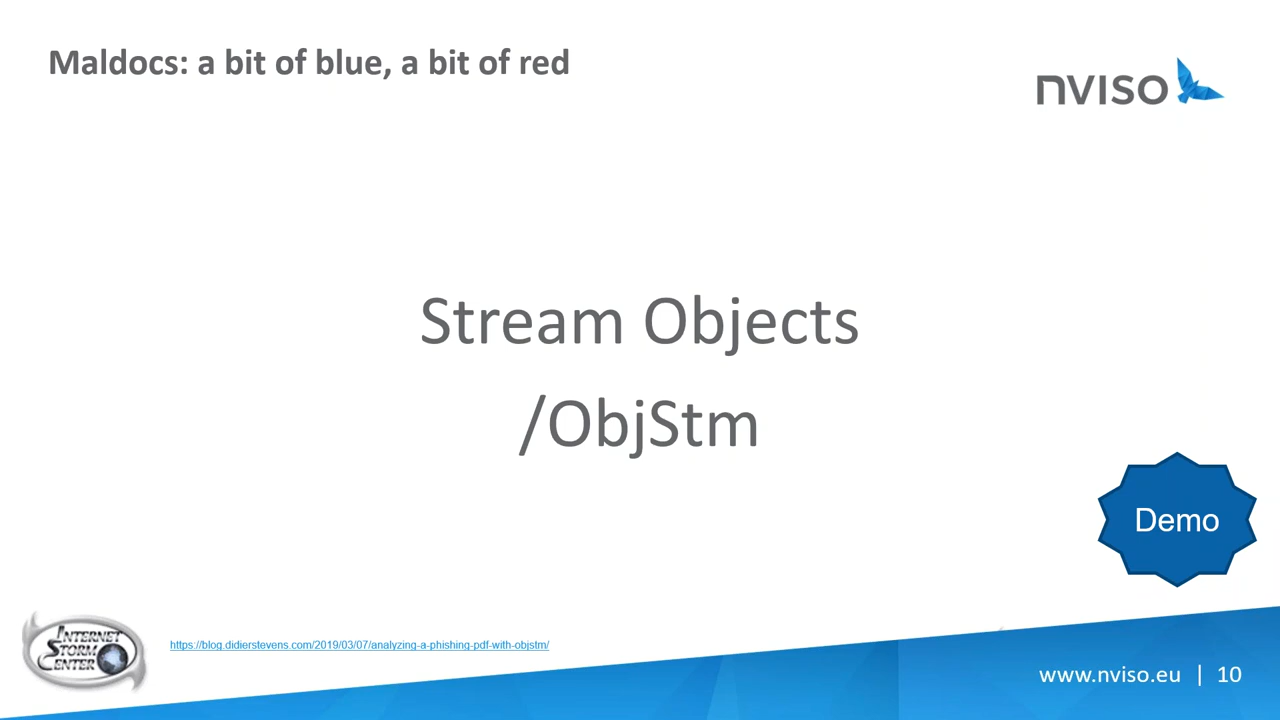 Maldocs: a bit of blue, a bit of red
nviso
Stream Objects
/ObjStm
Demo
INTERNET
STORM
CENTER
https://blog.didierstevens.com/2019/03/07/analyzing-a-phishing-pdf-with-objstm/
www.nviso.eu | 10